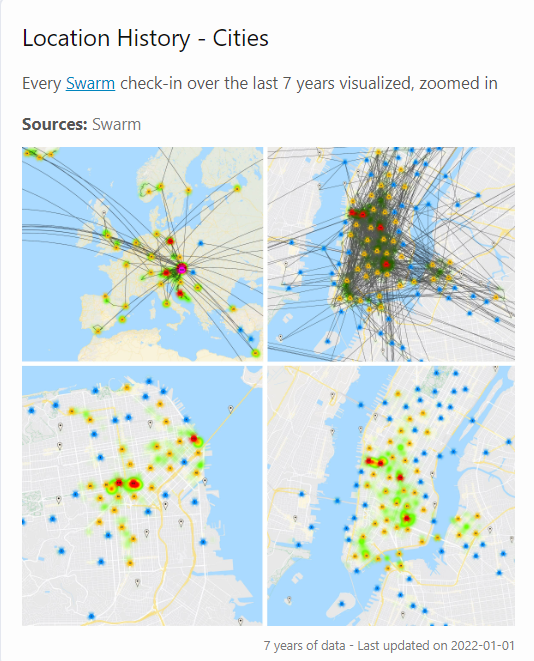 Location History - Cities
Every Swarm check-in over the last 7 years visualized, zoomed in
Sources: Swarm
7 years of data - Last updated on 2022-01-01